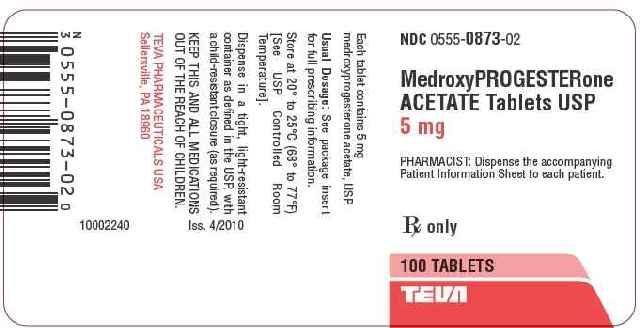 NDC 0555-0873-02
MedroxyPROGESTERone
ACETATE Tablets USP
5 mg
PHARMACIST: Dispense the accompanying
Patient Information Sheet to each patient.
Rx only
100 TABLETS
TEVA
Each tablet contains 5 mg
medroxyprogesterone acetate, USP
Usual Dosage: See package insert
for full prescribing information.
Store at 20° to 25°C (68° to 77°F)
[See USP Controlled Room
Temperature].
Dispense in a tight, light-resistant
container as defined in the USP, with
a child-resistant closure (as required).
KEEP THIS AND ALL MEDICATIONS
OUT OF THE REACH OF CHILDREN.
TEVA PHARMACEUTICALS USA
Sellersville, PA 18960
N
3 0555-0873-02 0
10002240
Iss. 4/2010